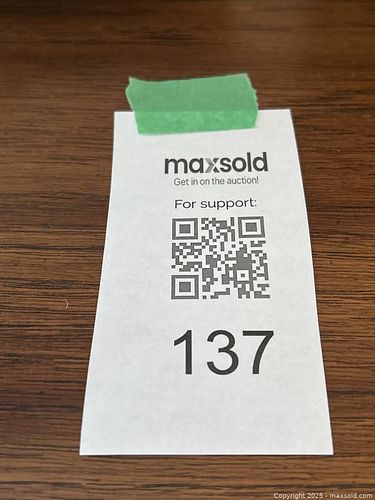 maxsold
Get in on the auction!
For support:
137
Copyright 2025 - maxsold.com